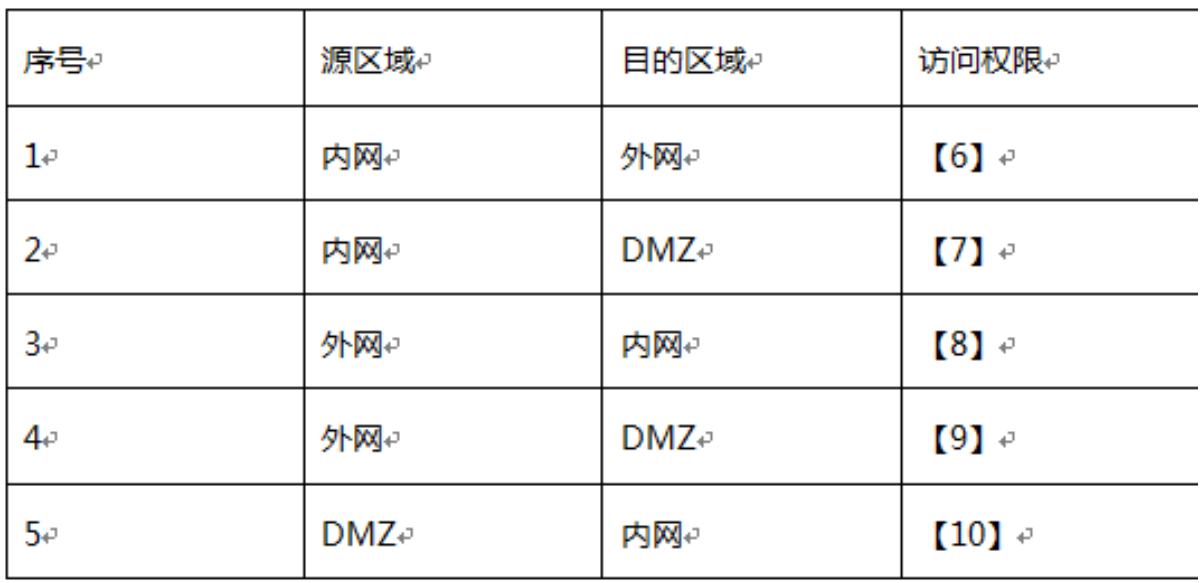 序号 源区域 目的区域 访问权限
1 内网 外网 【6】
2 内网 DMZ 【7】
3 外网 内网 【8】
4 外网 DMZ 【9】
5 DMZ 内网 【10】